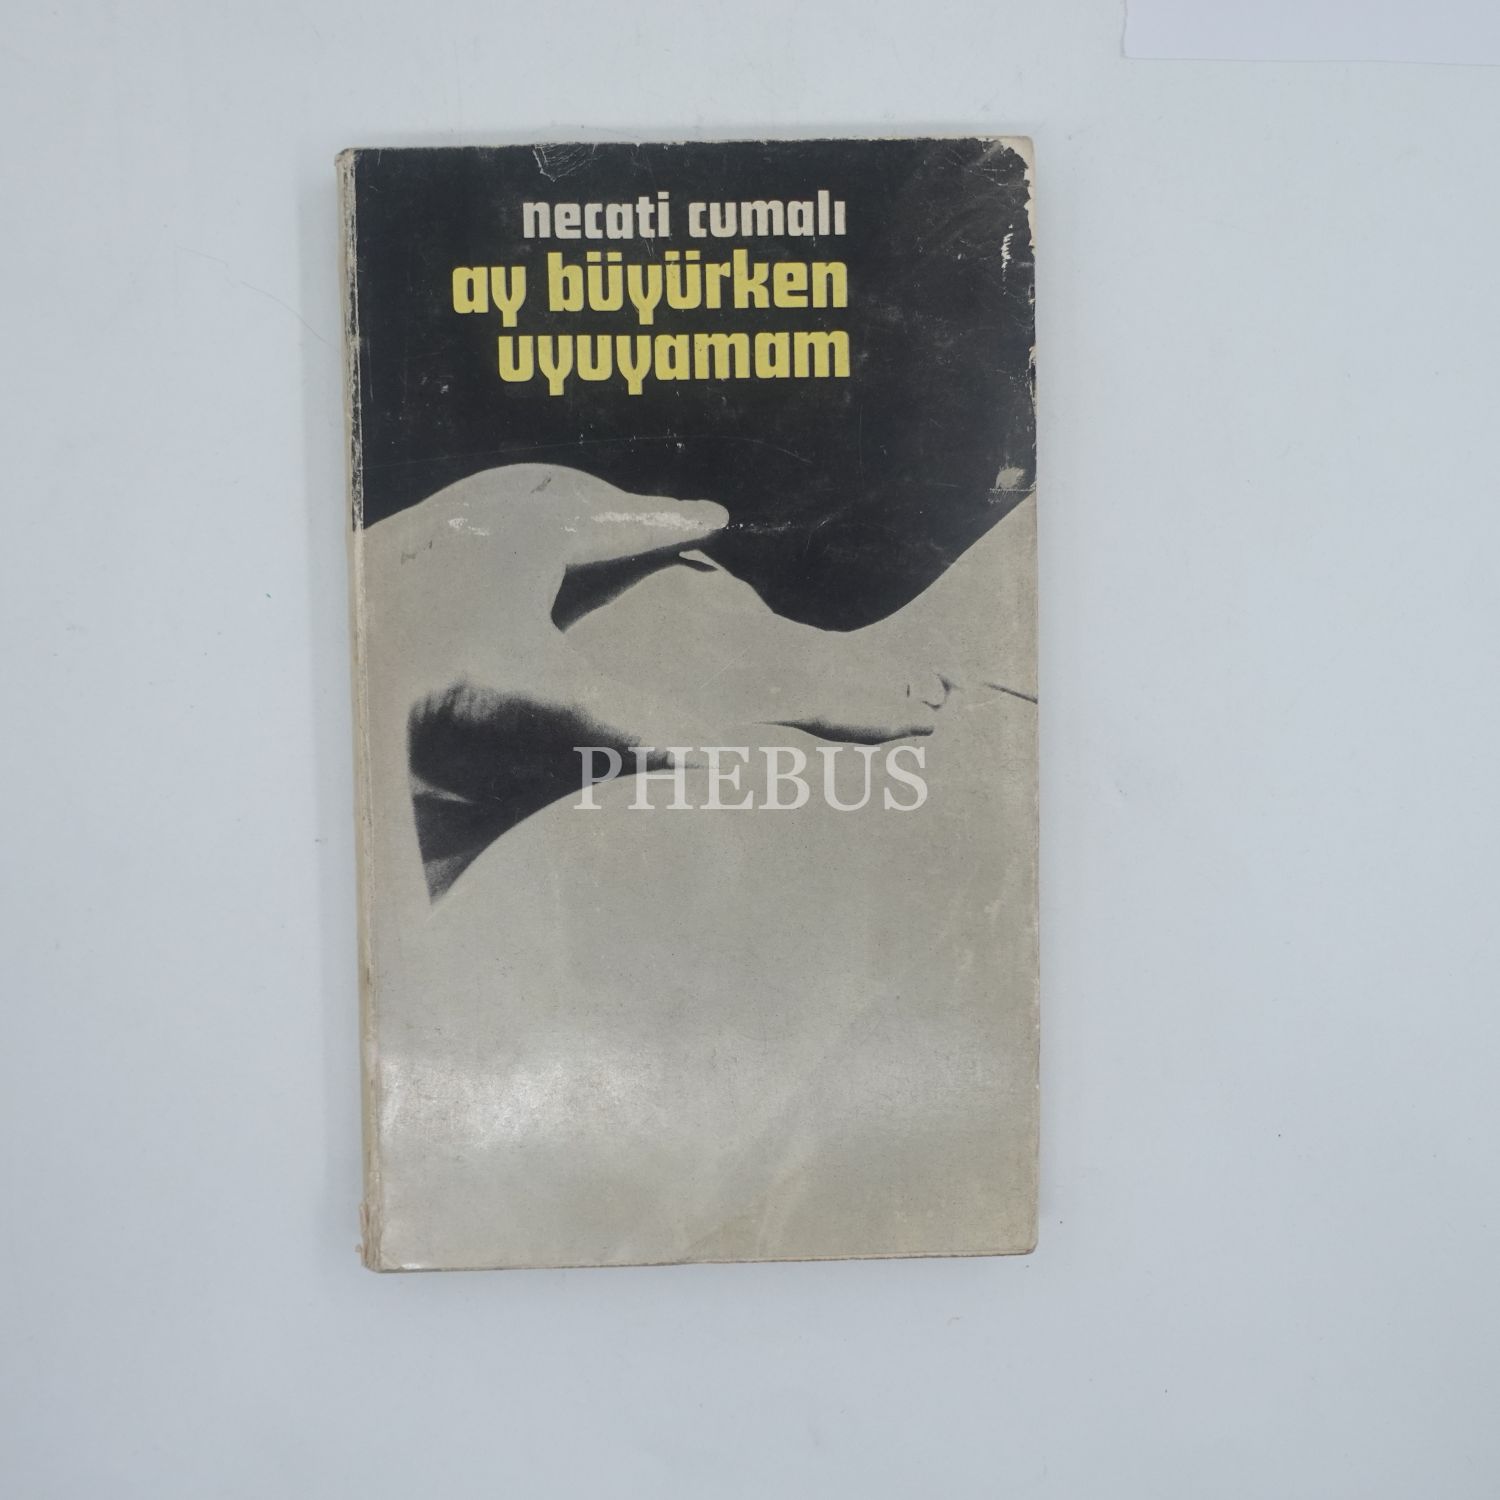 necati cumalı
ay büyürken
uyuyamam
PHEBUS